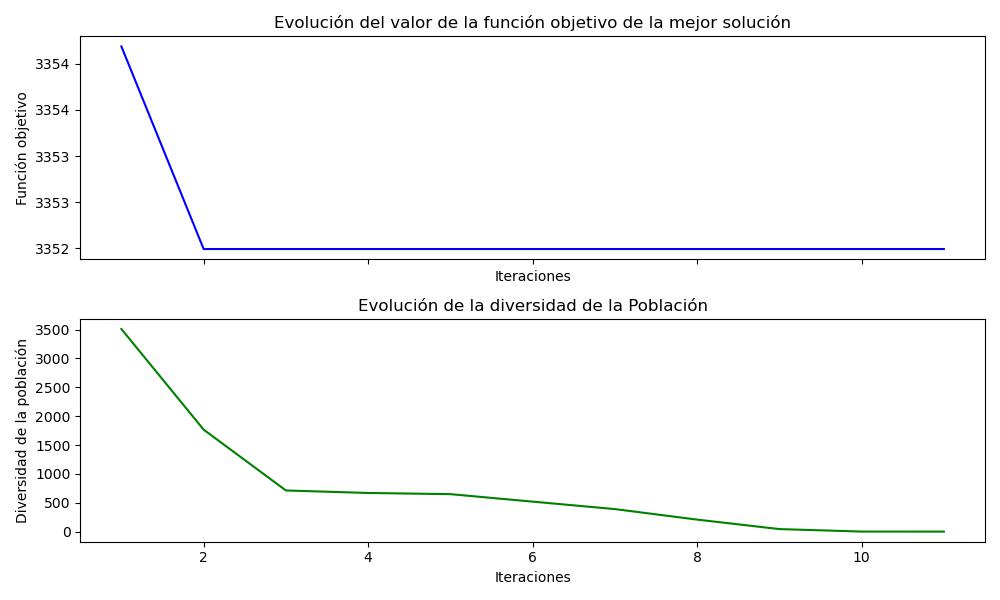 Evolución del valor de la función objetivo de la mejor solución
Función objetivo
3354
3354
3353
3353
3352
Iteraciones
Evolución de la diversidad de la Población
Diversidad de la población
3500
3000
2500
2000
1500
1000
500
0
2 4 6 8 10
Iteraciones